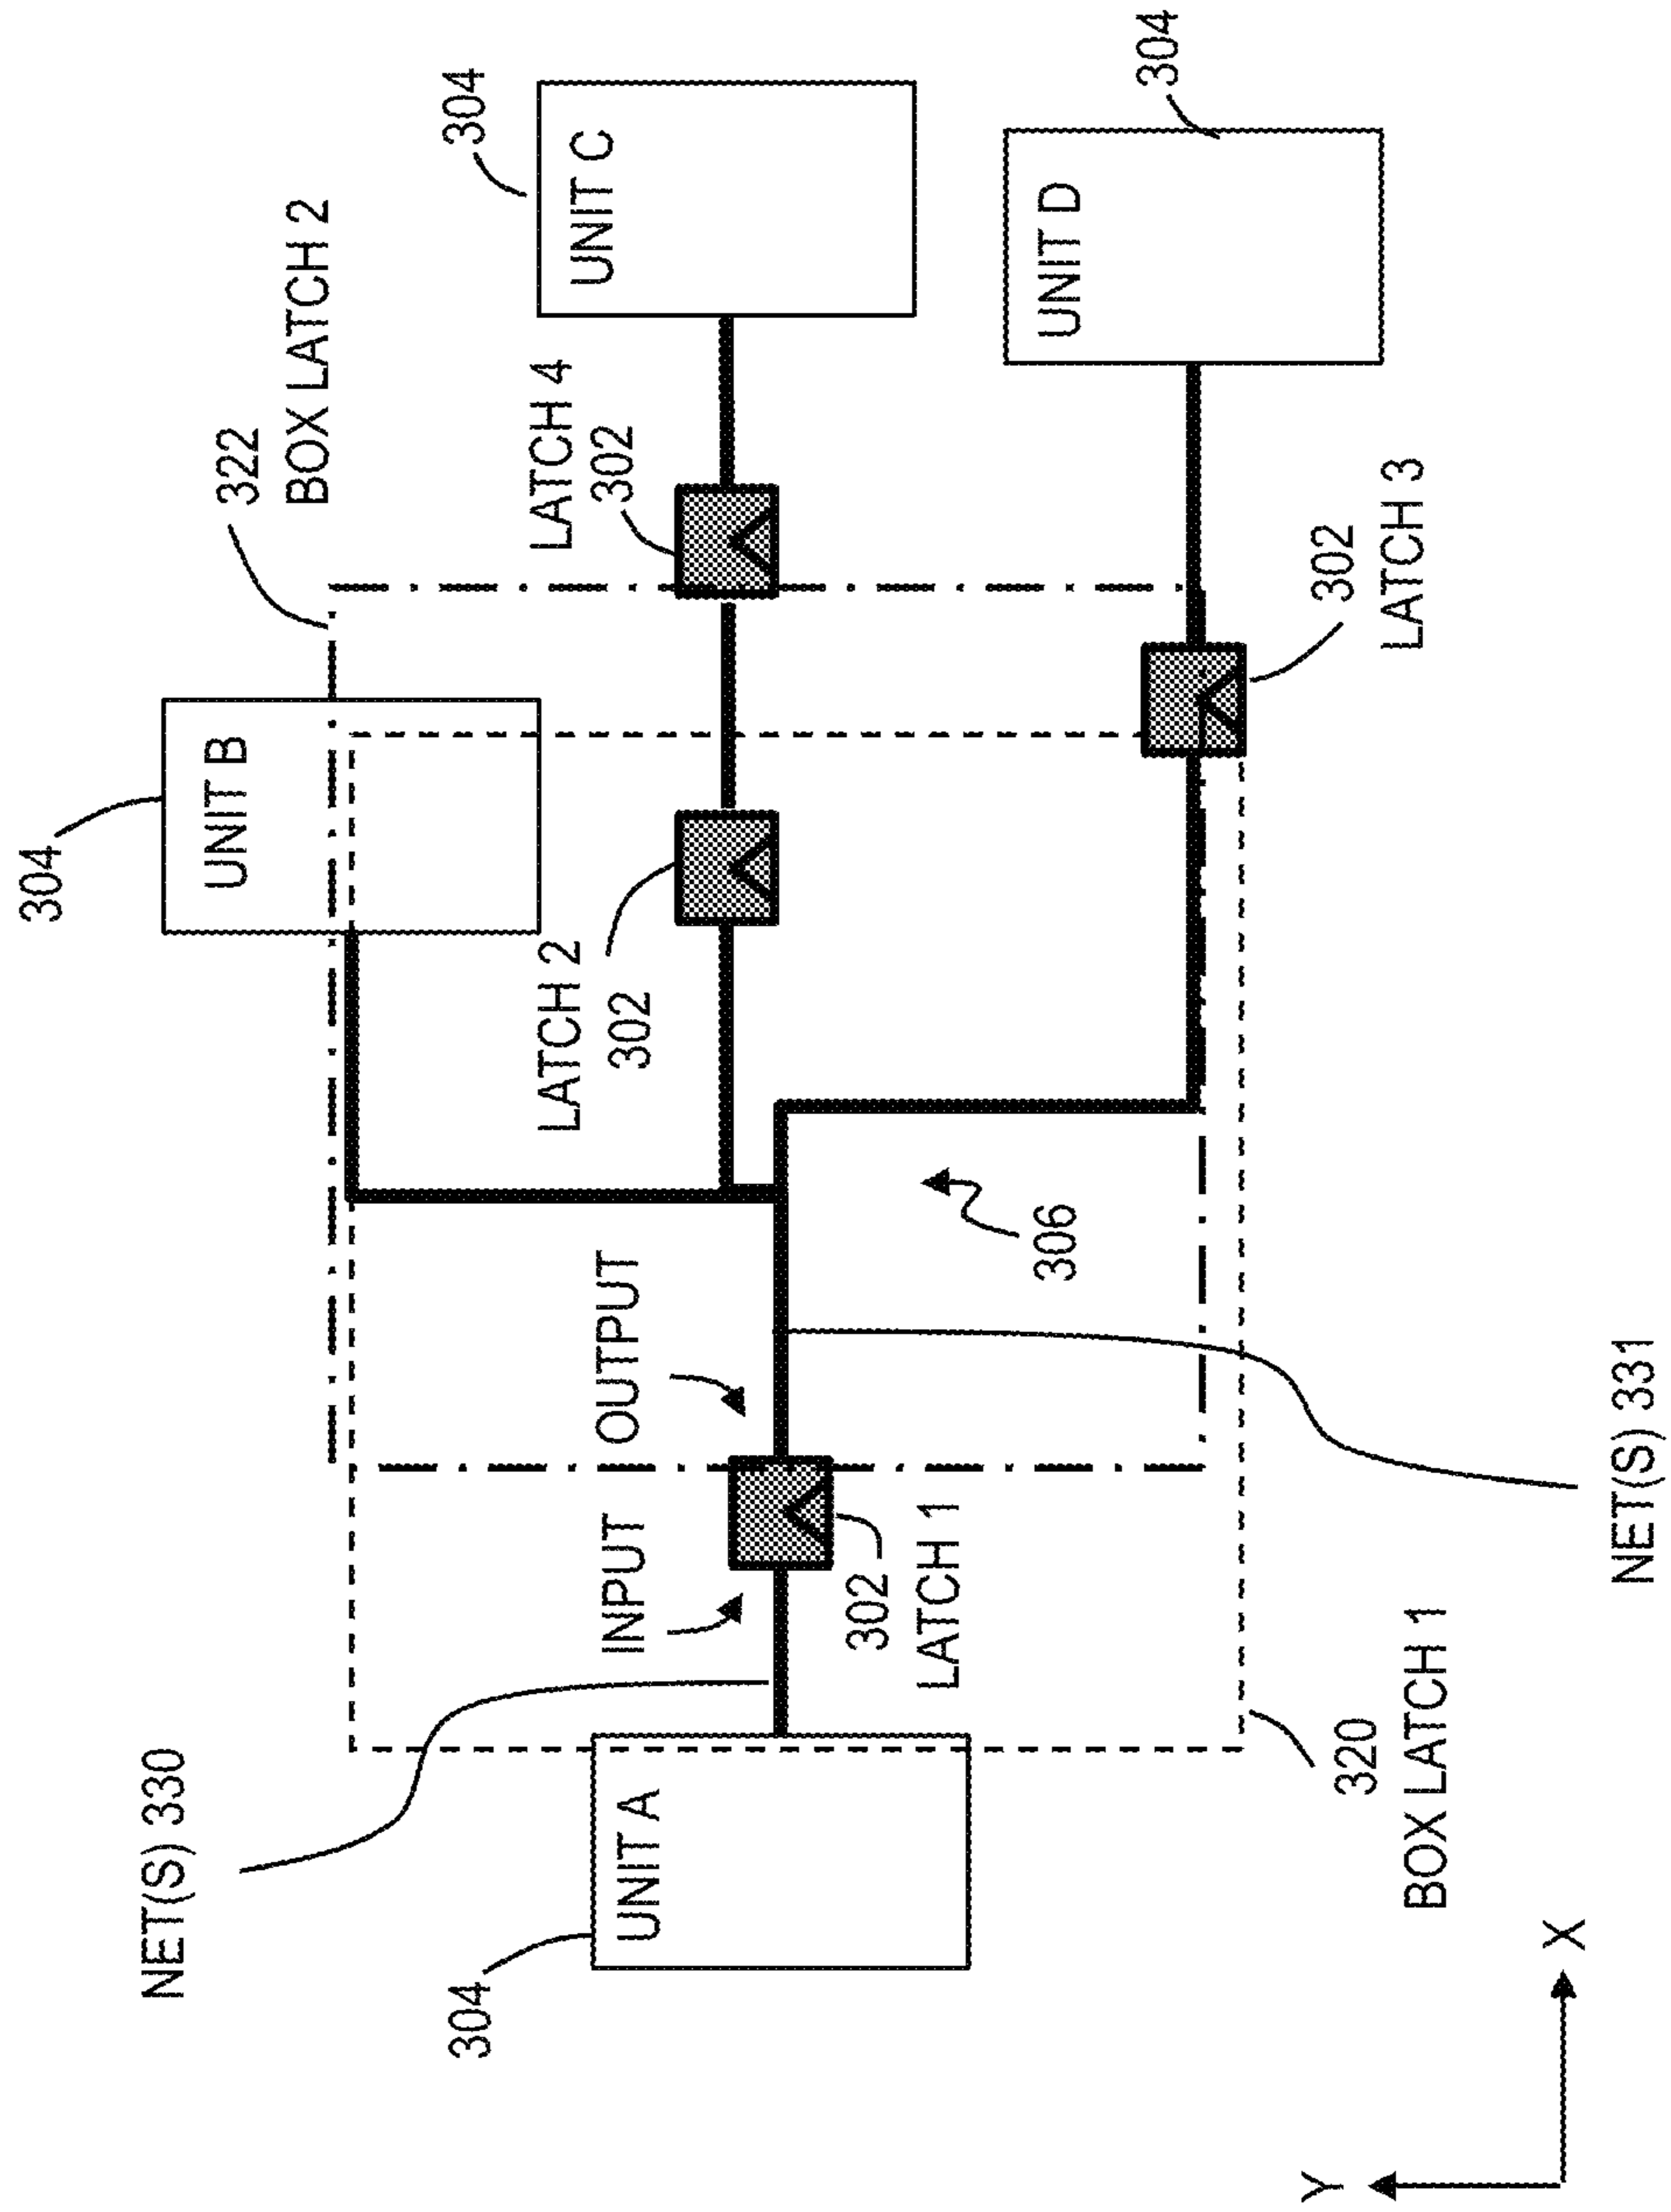 304
NET(S) 330
UNIT B
322
BOX LATCH 2
304
304
UNIT C
LATCH 4
302
LATCH 2
302
UNIT A
INPUT
OUTPUT
302
LATCH 1
306
UNIT D
304
302
LATCH 3
320
BOX LATCH 1
Y
X
NET(S) 331